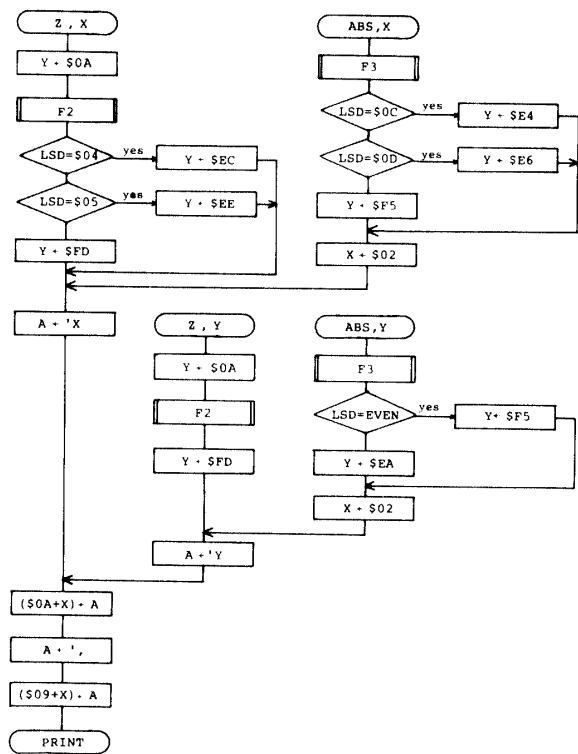 Z , X
Y ← $0A
F2
LSD=$04
yes
Y ← $EC
LSD=$05
yes
Y ← $EE
Y ← $FD
A ← 'X
ABS,X
F3
LSD=$0C
yes
Y ← $E4
LSD=$0D
yes
Y ← $E6
Y ← $F5
X ← $02
Z , Y
Y ← $0A
F2
Y ← $FD
A ← 'Y
ABS,Y
F3
LSD=EVEN
yes
Y← $F5
Y ← $EA
X ← $02
($0A+X)← A
A ← ',
($09+X)← A
PRINT